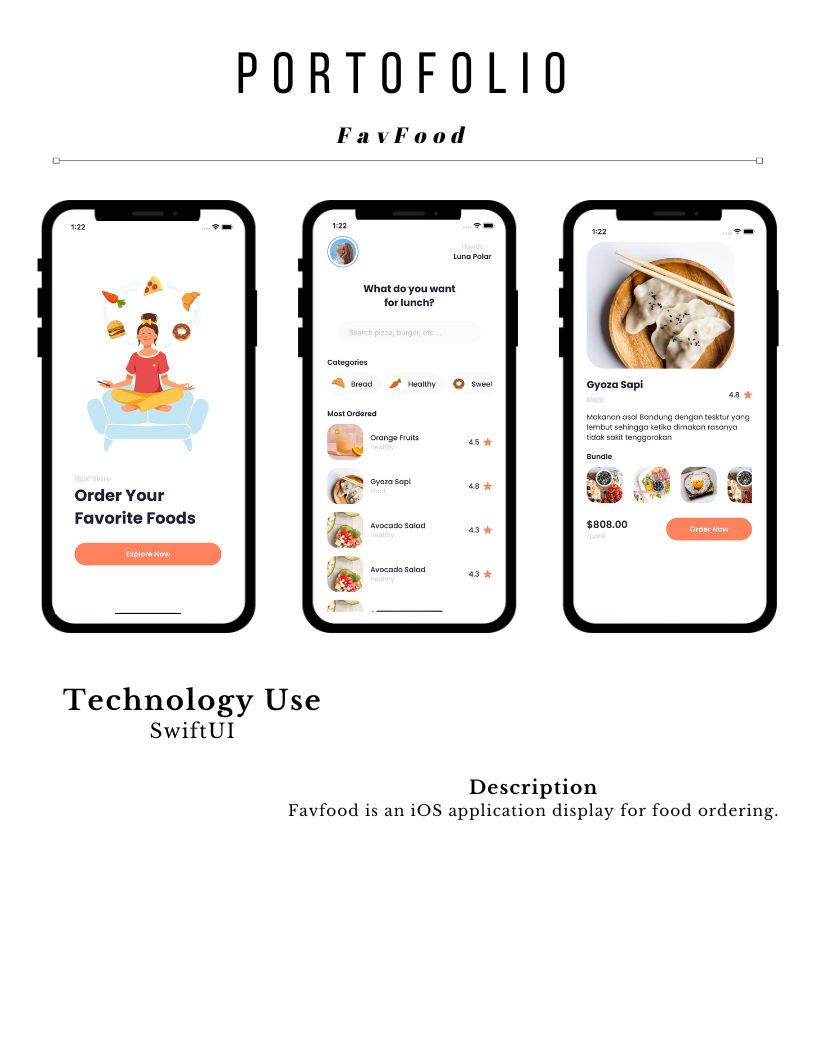 PORTOFOLIO
FavFood
1:22
180K Store
Order Your
Favorite Foods
Explore Now
1:22
Howdy
Luna Polar
What do you want
for lunch?
Search pizza, burger, etc ...
Categories
Bread
Healthy
Sweet
Most Ordered
Orange Fruits
healthy
4.5
Gyoza Sapi
Meal
4.8
Avocado Salad
healthy
4.3
Avocado Salad
healthy
4.3
1:22
Gyoza Sapi
Meal
4.8
Makanan asal Bandung dengan tesktur yang
lembut sehingga ketika dimakan rasanya
tidak sakit tenggorokan
Bundle
$808.00
/porsi
Order Now
Technology Use
SwiftUI
Description
Favfood is an iOS application display for food ordering.